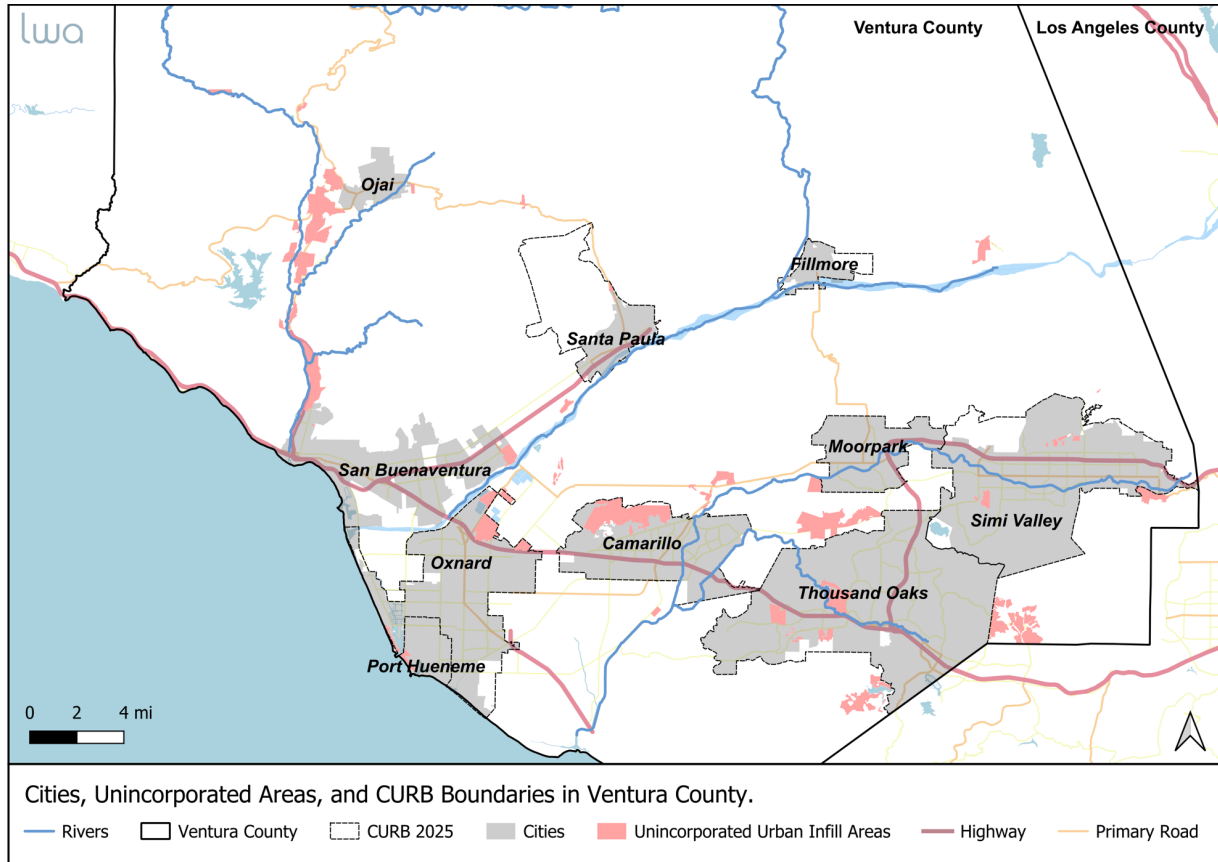 lwa
Ventura County
Los Angeles County
Ojai
Fillmore
Santa Paula
Moorpark
San Buenaventura
Simi Valley
Camarillo
Oxnard
Thousand Oaks
Port Hueneme
0 2 4 mi
Cities, Unincorporated Areas, and CURB Boundaries in Ventura County.
Rivers Ventura County CURB 2025 Cities Unincorporated Urban Infill Areas Highway Primary Road